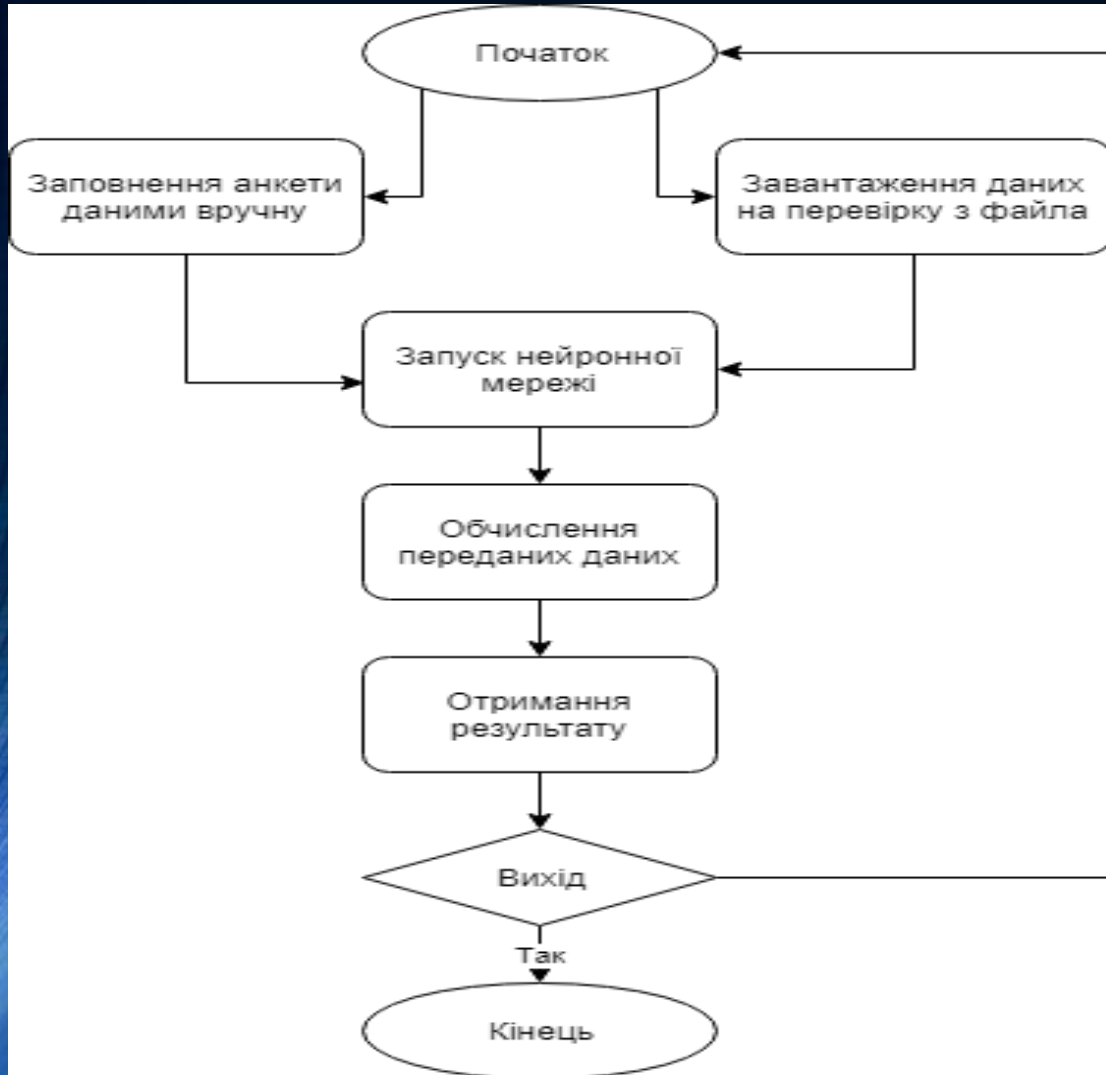 Початок
Заповнення анкети
даними вручну
Завантаження даних
на перевірку з файла
Запуск нейронної
мережі
Обчислення
переданих даних
Отримання
результату
Вихід
Так
Кінець